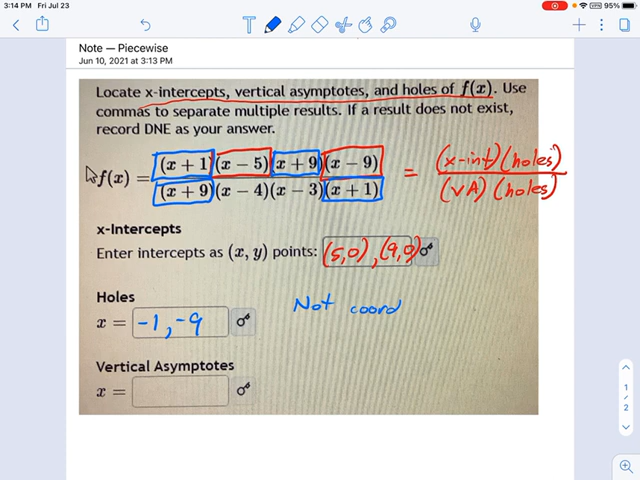 3:14 PM Fri Jul 23
95%
Note — Piecewise
Jun 10, 2021 at 3:13 PM
Locate x-intercepts, vertical asymptotes, and holes of f(x). Use
commas to separate multiple results. If a result does not exist,
record DNE as your answer.
f(x) = (x + 1)(x − 5)(x + 9)(x − 9) / (x + 9)(x − 4)(x − 3)(x + 1) = (x-int)(holes) / (VA)(holes)
x-Intercepts
Enter intercepts as (x, y) points: (5,0), (9,0)
Holes
Not coord
x = -1, -9
Vertical Asymptotes
x =
1
/
2